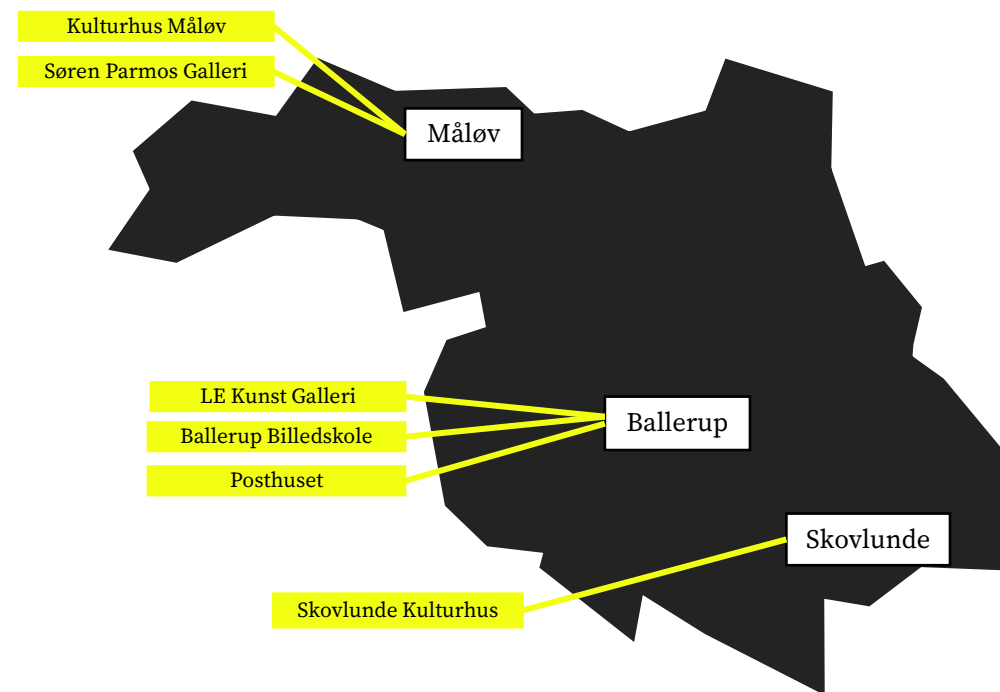 Kulturhus Måløv
Søren Parmos Galleri
Måløv
LE Kunst Galleri
Ballerup Billedskole
Ballerup
Posthuset
Skovlunde
Skovlunde Kulturhus